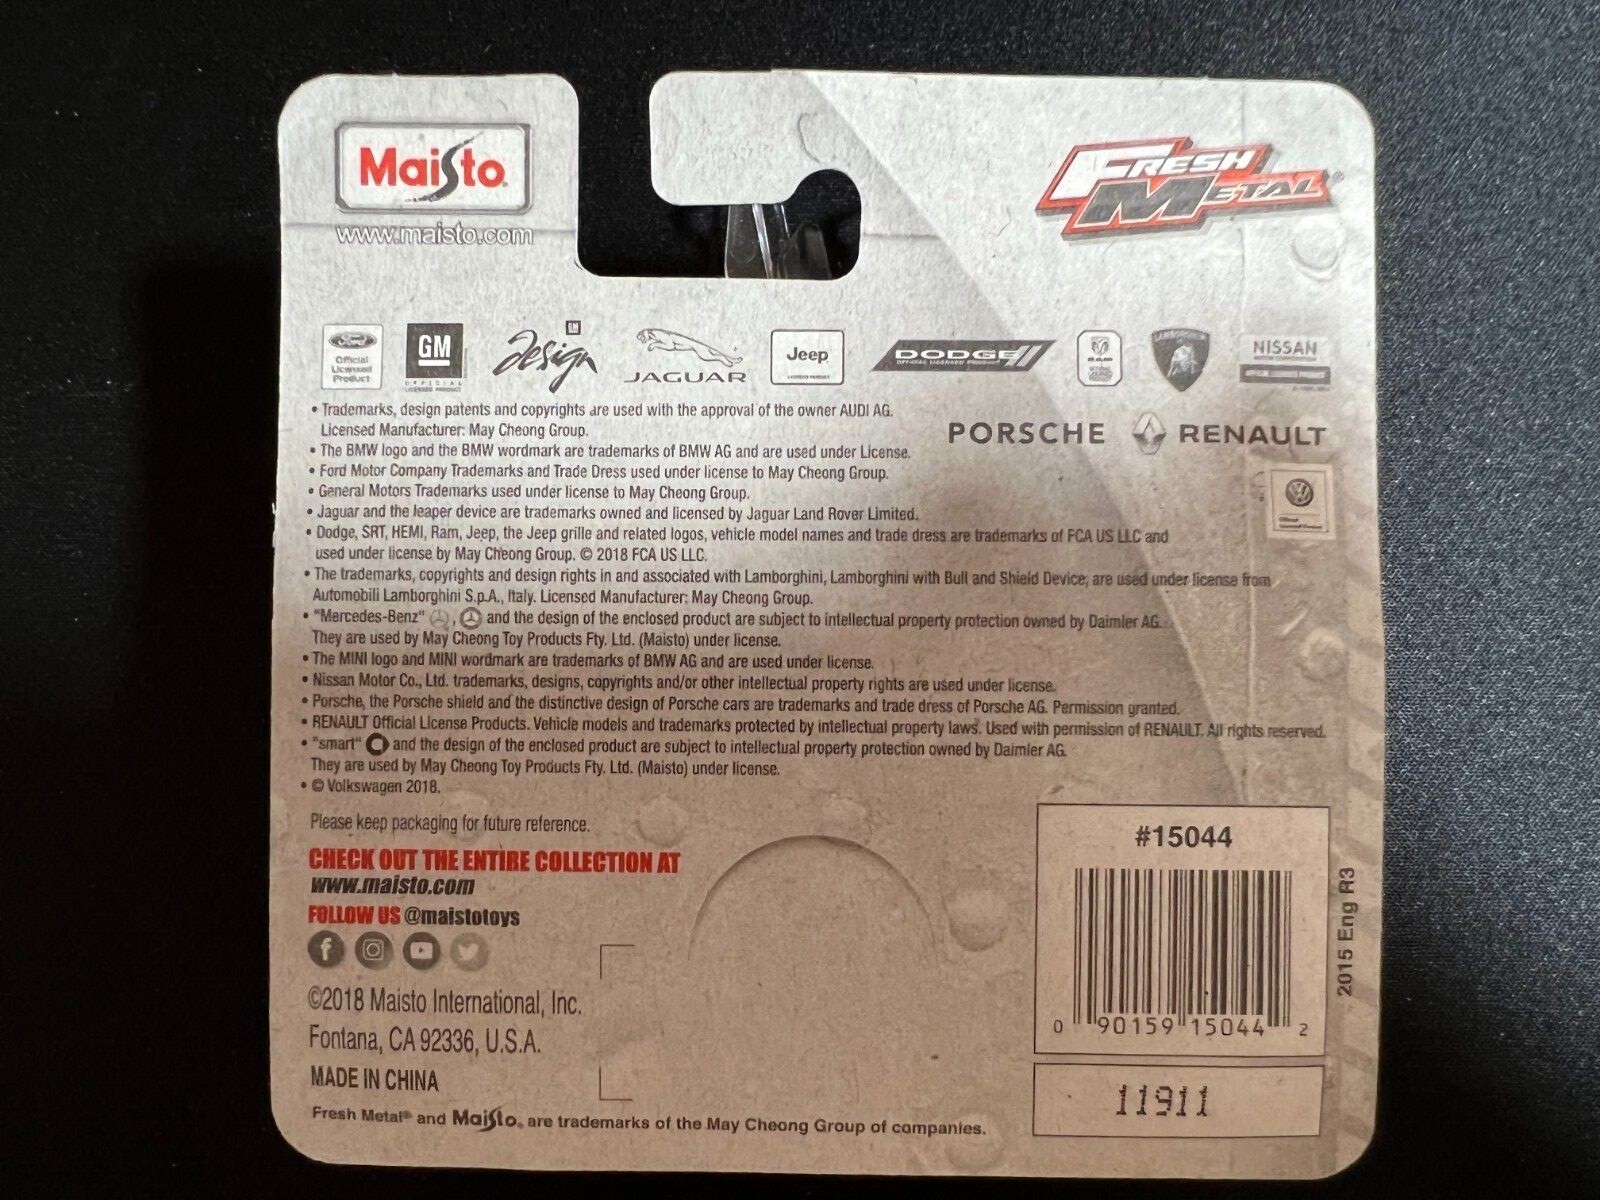 Maisto
www.maisto.com
FRESH METAL®
Ford
Official
Licensed
Product
GM
OFFICIAL
LICENSED PRODUCT
GM
design
JAGUAR
Jeep
LICENSED PRODUCT
DODGE
OFFICIAL LICENSED PRODUCT
RAM
LAMBORGHINI
NISSAN
PORSCHE
RENAULT
• Trademarks, design patents and copyrights are used with the approval of the owner AUDI AG.
Licensed Manufacturer: May Cheong Group.
• The BMW logo and the BMW wordmark are trademarks of BMW AG and are used under License.
• Ford Motor Company Trademarks and Trade Dress used under license to May Cheong Group.
• General Motors Trademarks used under license to May Cheong Group.
• Jaguar and the leaper device are trademarks owned and licensed by Jaguar Land Rover Limited.
• Dodge, SRT, HEMI, Ram, Jeep, the Jeep grille and related logos, vehicle model names and trade dress are trademarks of FCA US LLC and
used under license by May Cheong Group. © 2018 FCA US LLC.
• The trademarks, copyrights and design rights in and associated with Lamborghini, Lamborghini with Bull and Shield Device, are used under license from
Automobili Lamborghini S.p.A., Italy. Licensed Manufacturer: May Cheong Group.
• "Mercedes-Benz" , and the design of the enclosed product are subject to intellectual property protection owned by Daimler AG.
They are used by May Cheong Toy Products Fty. Ltd. (Maisto) under license.
• The MINI logo and MINI wordmark are trademarks of BMW AG and are used under license.
• Nissan Motor Co., Ltd. trademarks, designs, copyrights and/or other intellectual property rights are used under license.
• Porsche, the Porsche shield and the distinctive design of Porsche cars are trademarks and trade dress of Porsche AG. Permission granted.
• RENAULT Official License Products. Vehicle models and trademarks protected by intellectual property laws. Used with permission of RENAULT. All rights reserved.
• "smart" and the design of the enclosed product are subject to intellectual property protection owned by Daimler AG.
They are used by May Cheong Toy Products Fty. Ltd. (Maisto) under license.
• © Volkswagen 2018.
Please keep packaging for future reference.
CHECK OUT THE ENTIRE COLLECTION AT
www.maisto.com
FOLLOW US @maistotoys
©2018 Maisto International, Inc.
Fontana, CA 92336, U.S.A.
MADE IN CHINA
Fresh Metal® and Maisto® are trademarks of the May Cheong Group of companies.
#15044
0 90159 15044 2
11911
2015 Eng R3